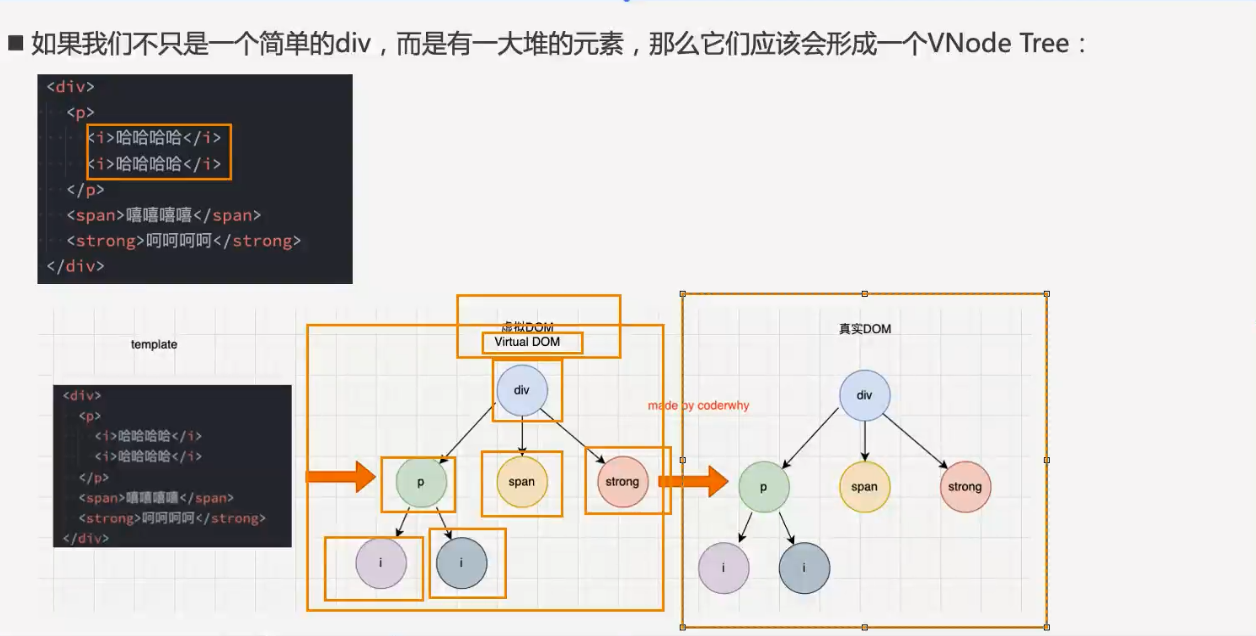 ■ 如果我们不只是一个简单的div，而是有一大堆的元素，那么它们应该会形成一个VNode Tree：
<div>
<p>
<i>哈哈哈哈</i>
<i>哈哈哈哈</i>
</p>
<span>嘻嘻嘻嘻</span>
<strong>呵呵呵呵</strong>
</div>
template
<div>
<p>
<i>哈哈哈哈</i>
<i>哈哈哈哈</i>
</p>
<span>嘻嘻嘻嘻</span>
<strong>呵呵呵呵</strong>
</div>
虚拟DOM
Virtual DOM
div
p
span
strong
i
i
made by coderwhy
真实DOM
div
p
span
strong
i
i